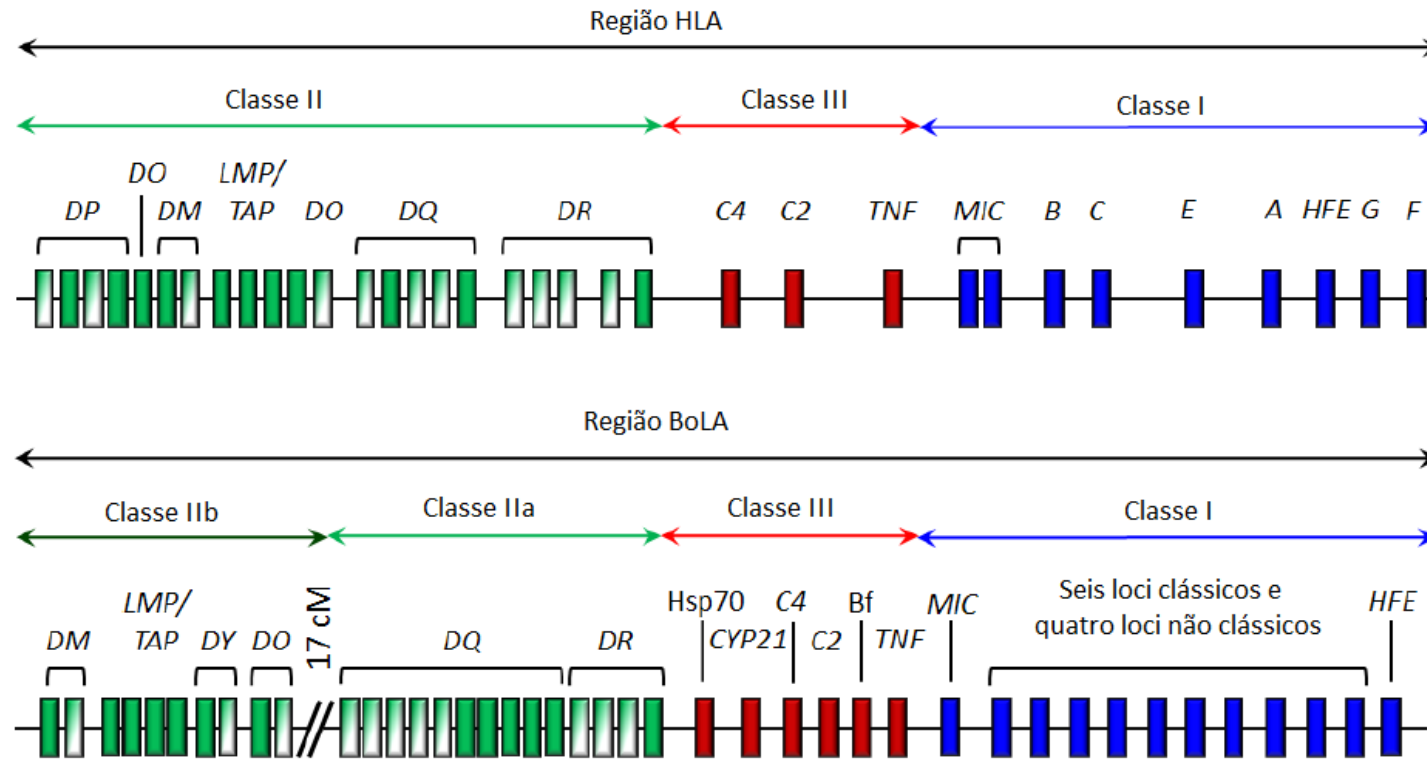 Região HLA
Classe II
Classe III
Classe I
DO
LMP/
DP
DM
TAP
DO
DQ
DR
C4
C2
TNF
MIC
B
C
E
A
HFE
G
F
Região BoLA
Classe IIb
Classe IIa
Classe III
Classe I
LMP/
DM
TAP
DY
DO
17 cM
DQ
DR
Hsp70
C4
Bf
MIC
CYP21
C2
TNF
Seis loci clássicos e
quatro loci não clássicos
HFE